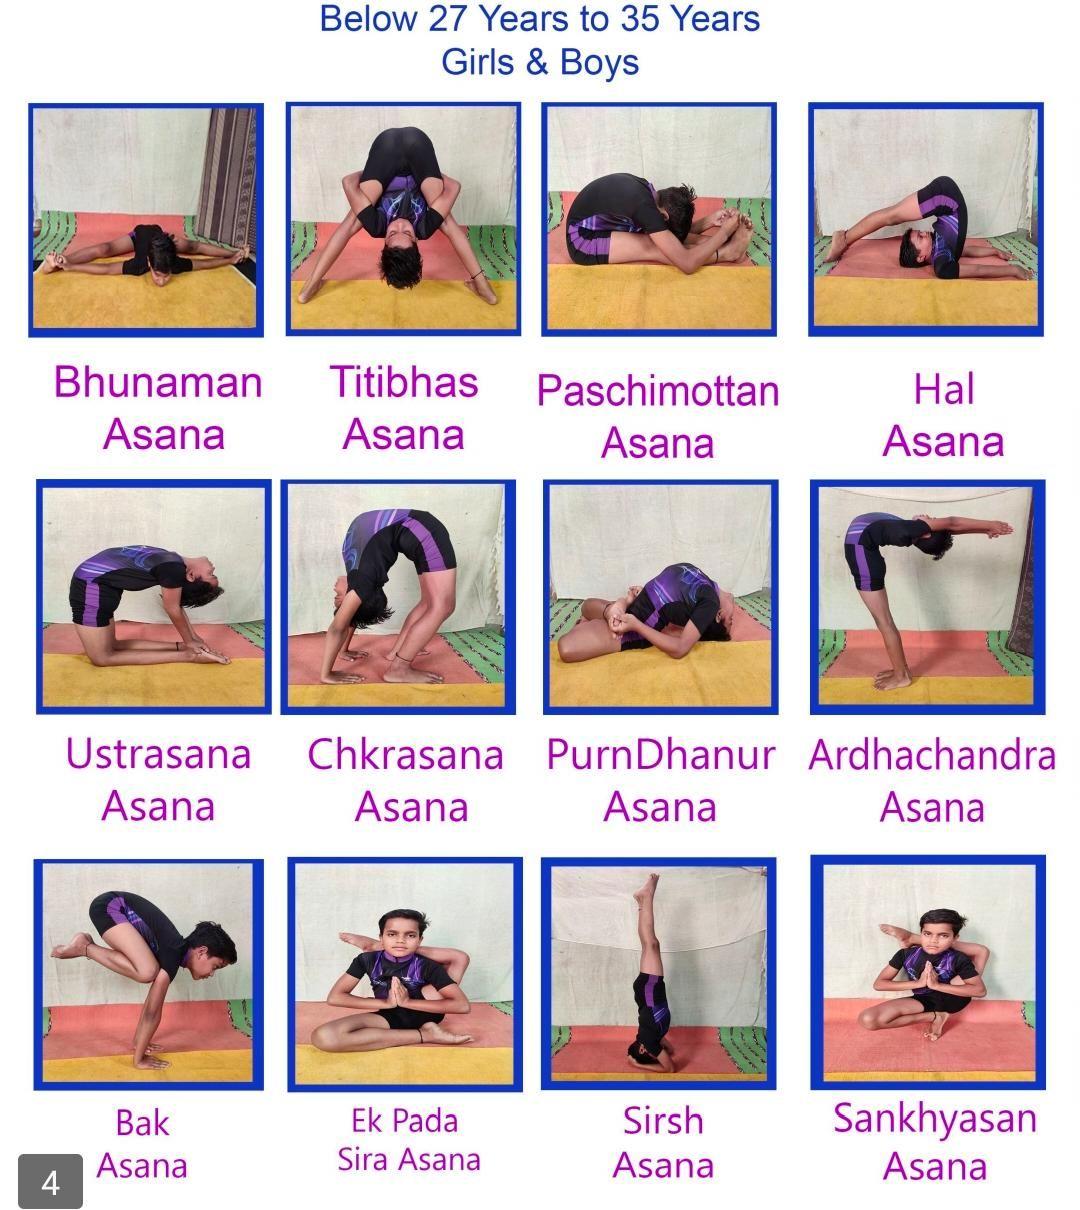 Below 27 Years to 35 Years
Girls & Boys
Bhunaman
Asana
Titibhas
Asana
Paschimottan
Asana
Hal
Asana
Ustrasana
Asana
Chkrasana
Asana
PurnDhanur
Asana
Ardhachandra
Asana
Bak
Asana
Ek Pada
Sira Asana
Sirsh
Asana
Sankhyasan
Asana
4